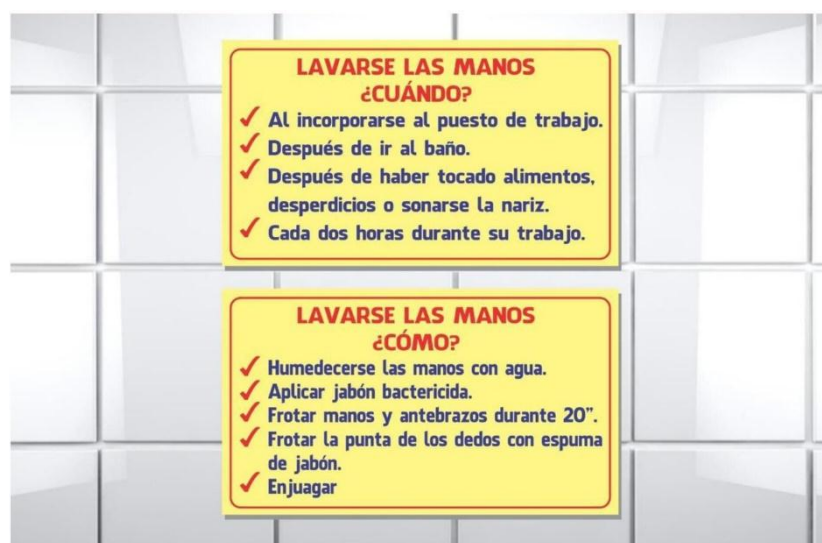 LAVARSE LAS MANOS
¿CUÁNDO?
✓ Al incorporarse al puesto de trabajo.
✓ Después de ir al baño.
✓ Después de haber tocado alimentos,
desperdicios o sonarse la nariz.
✓ Cada dos horas durante su trabajo.
LAVARSE LAS MANOS
¿CÓMO?
✓ Humedecerse las manos con agua.
✓ Aplicar jabón bactericida.
✓ Frotar manos y antebrazos durante 20”.
✓ Frotar la punta de los dedos con espuma
de jabón.
✓ Enjuagar